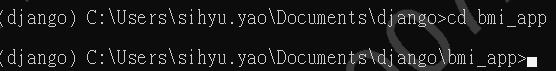 (django) C:\Users\sihyu.yao\Documents\django>cd bmi_app
(django) C:\Users\sihyu.yao\Documents\django\bmi_app>